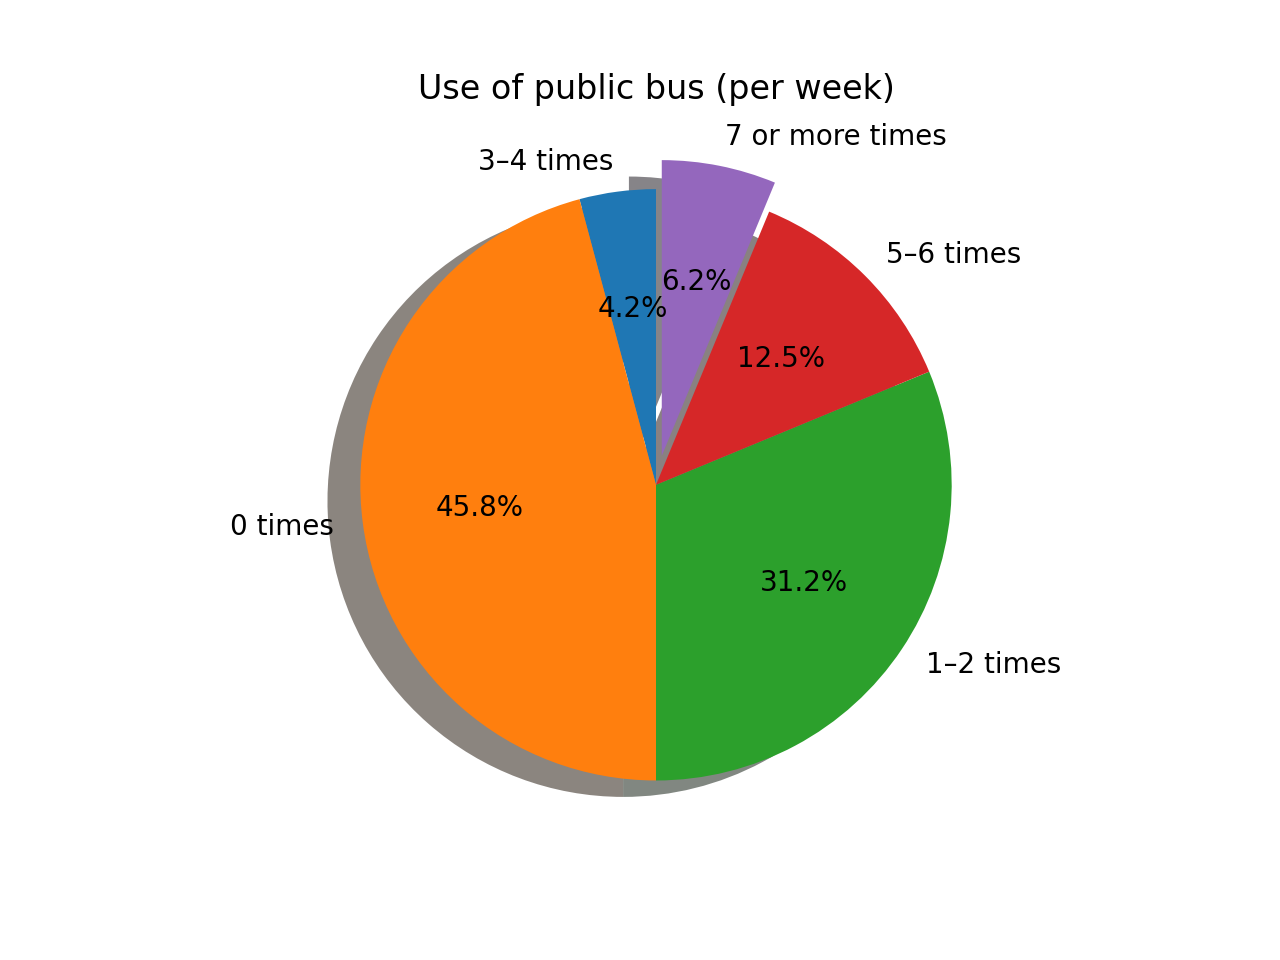 Use of public bus (per week)
7 or more times
3–4 times
5–6 times
6.2%
4.2%
12.5%
45.8%
0 times
31.2%
1–2 times